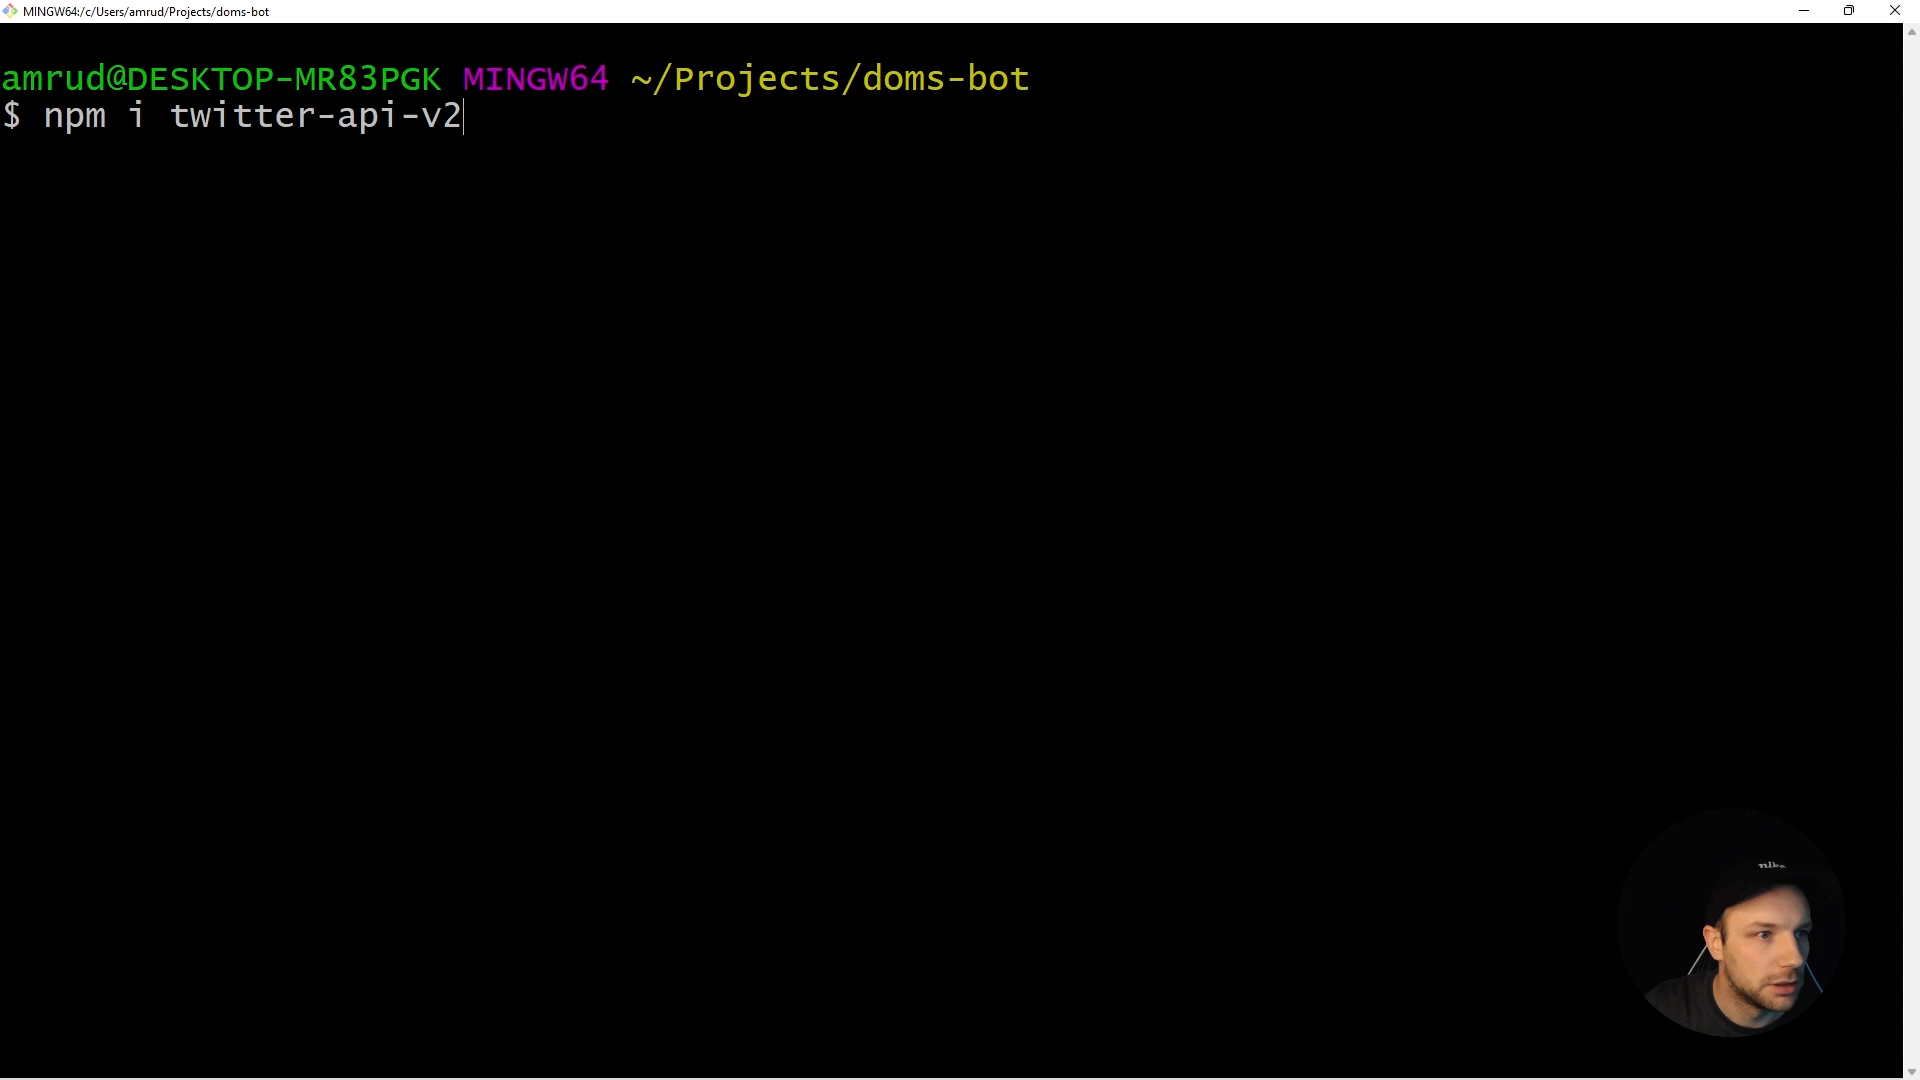 MINGW64:/c/Users/amrud/Projects/doms-bot
amrud@DESKTOP-MR83PGK MINGW64 ~/Projects/doms-bot
$ npm i twitter-api-v2